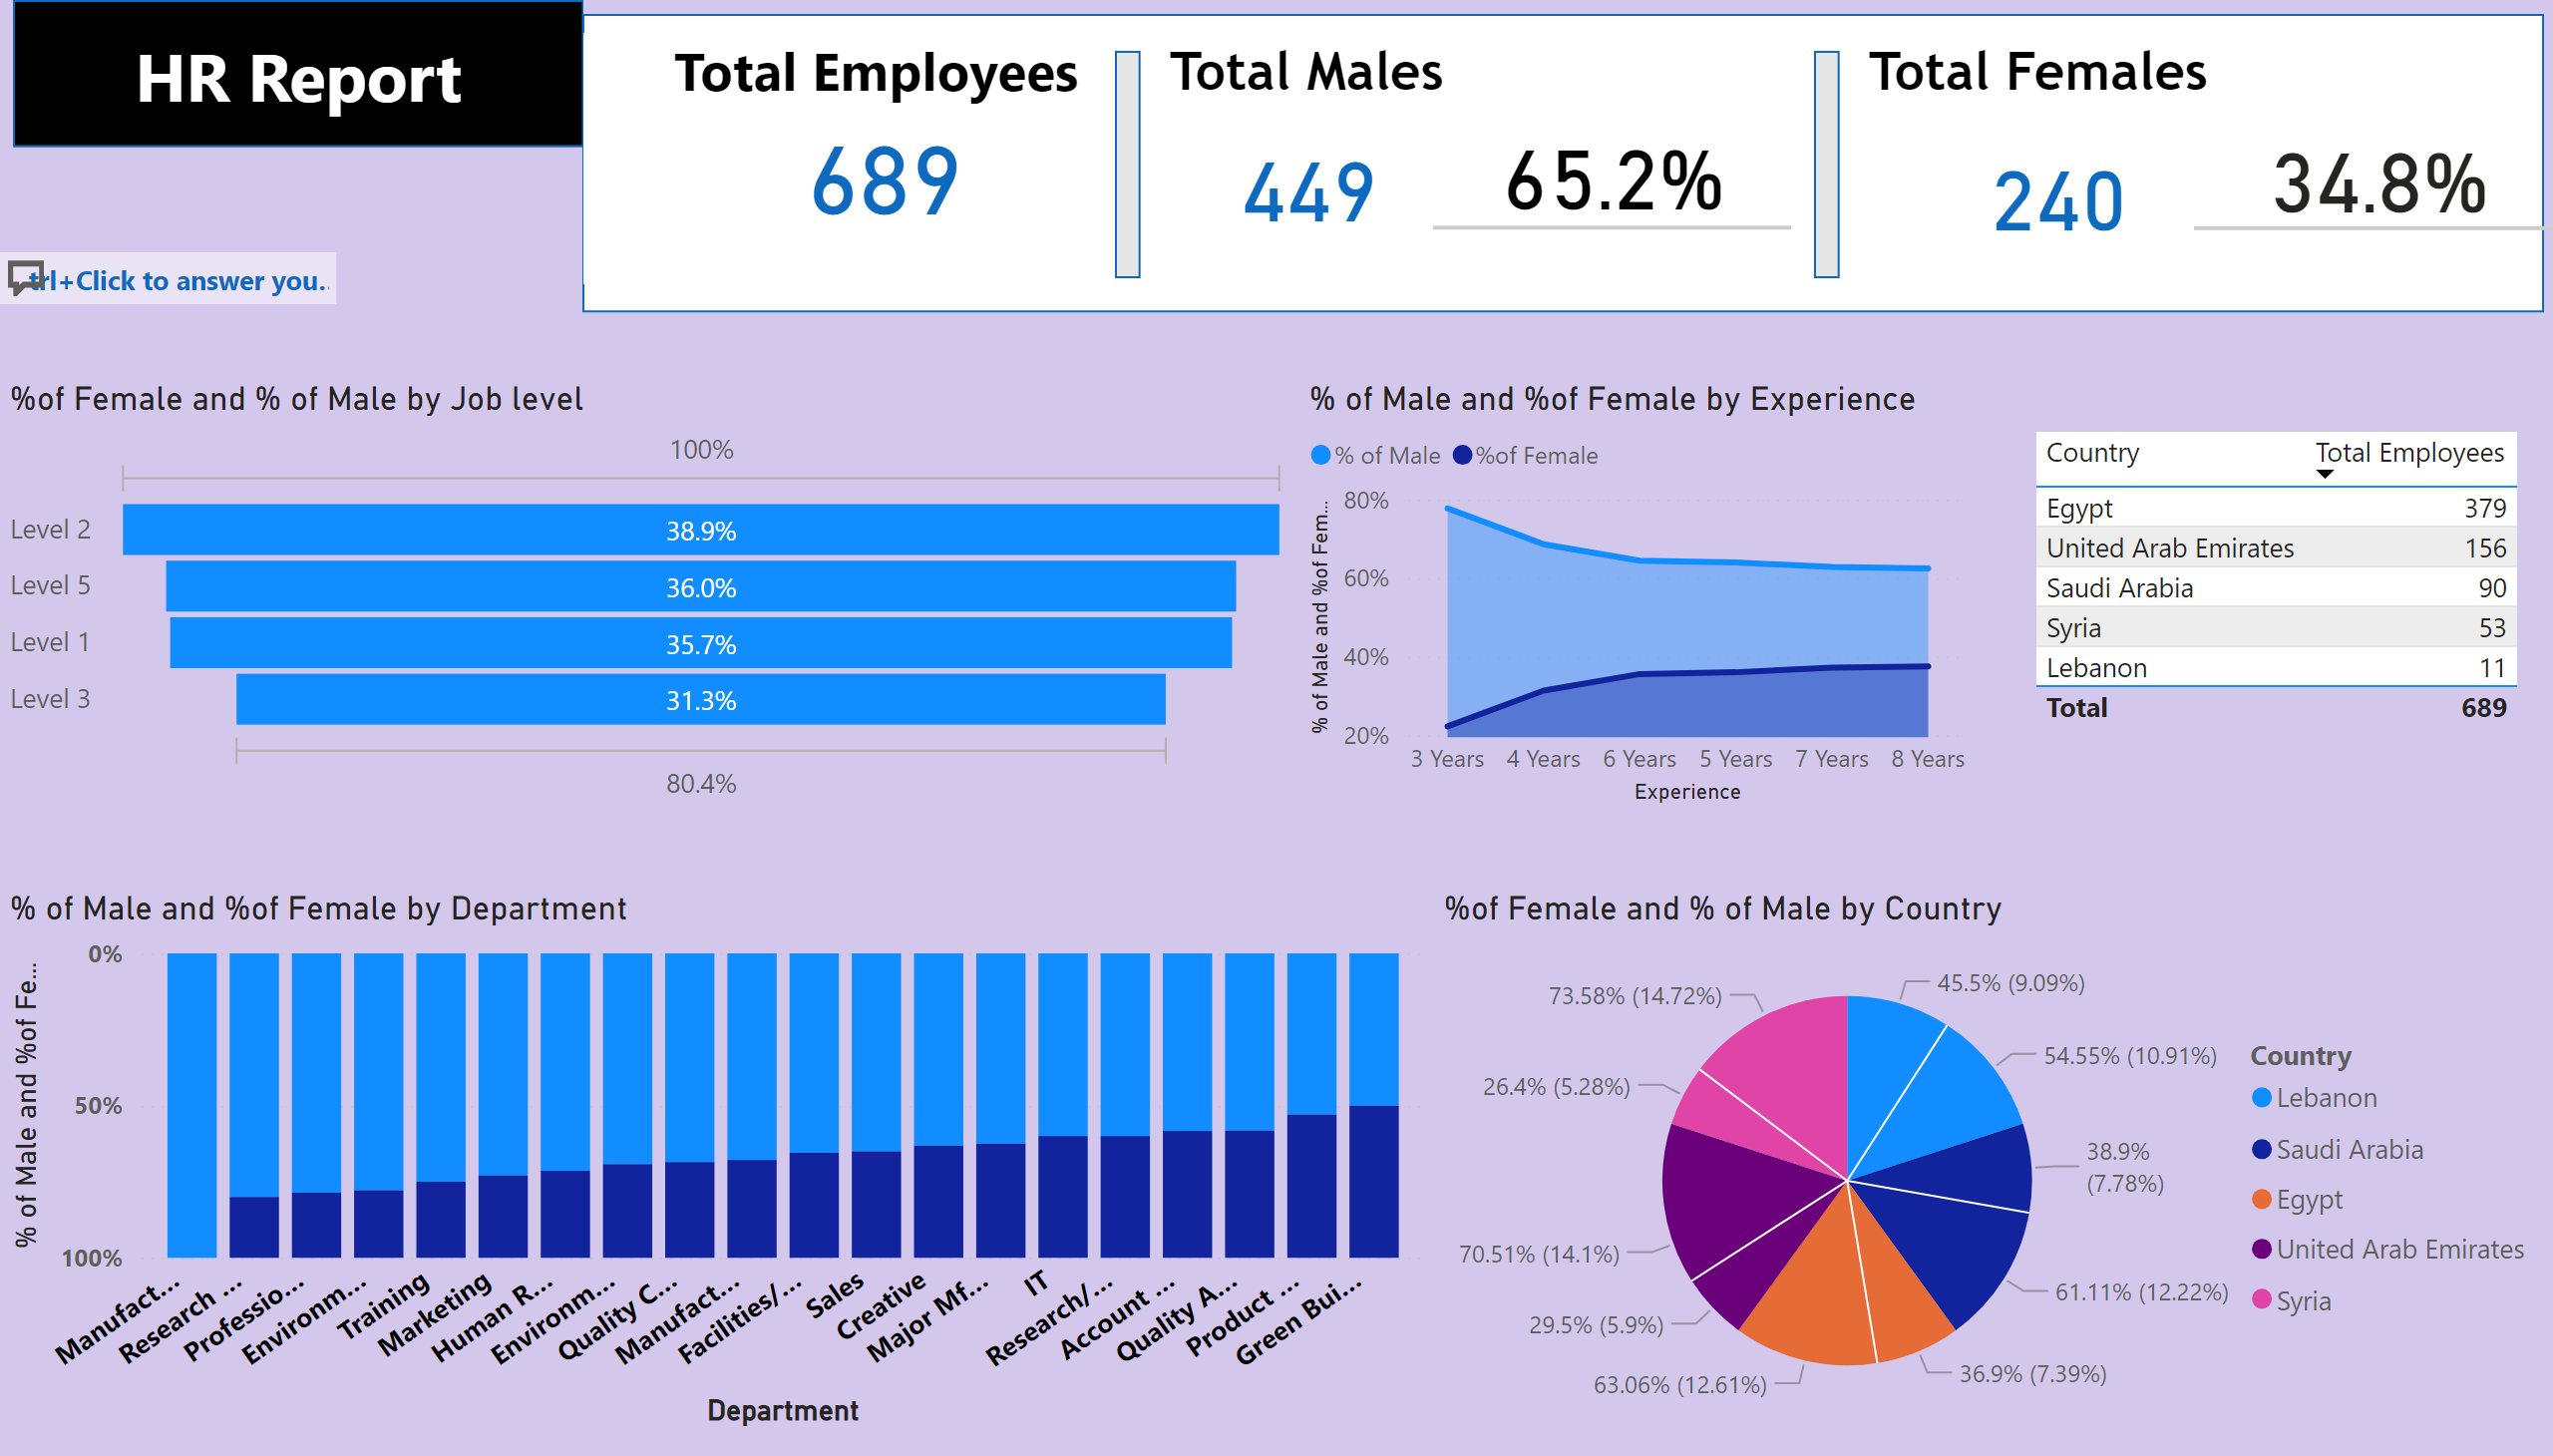 HR Report
Total Employees
689
Total Males
449
65.2%
Total Females
240
34.8%
trl+Click to answer you..
%of Female and % of Male by Job level
100%
Level 2
38.9%
Level 5
36.0%
Level 1
35.7%
Level 3
31.3%
80.4%
% of Male and %of Female by Experience
% of Male %of Female
% of Male and %of Fem...
80%
60%
40%
20%
3 Years 4 Years 6 Years 5 Years 7 Years 8 Years
Experience
Country Total Employees
Egypt 379
United Arab Emirates 156
Saudi Arabia 90
Syria 53
Lebanon 11
Total 689
% of Male and %of Female by Department
% of Male and %of Fe...
0%
50%
100%
Manufact...
Research ...
Professio...
Environm...
Training
Marketing
Human R...
Environm...
Quality C...
Manufact...
Facilities/...
Sales
Creative
Major Mf...
IT
Research/...
Account ...
Quality A...
Product ...
Green Bui...
Department
%of Female and % of Male by Country
45.5% (9.09%)
54.55% (10.91%)
38.9%
(7.78%)
61.11% (12.22%)
36.9% (7.39%)
63.06% (12.61%)
29.5% (5.9%)
70.51% (14.1%)
26.4% (5.28%)
73.58% (14.72%)
Country
Lebanon
Saudi Arabia
Egypt
United Arab Emirates
Syria